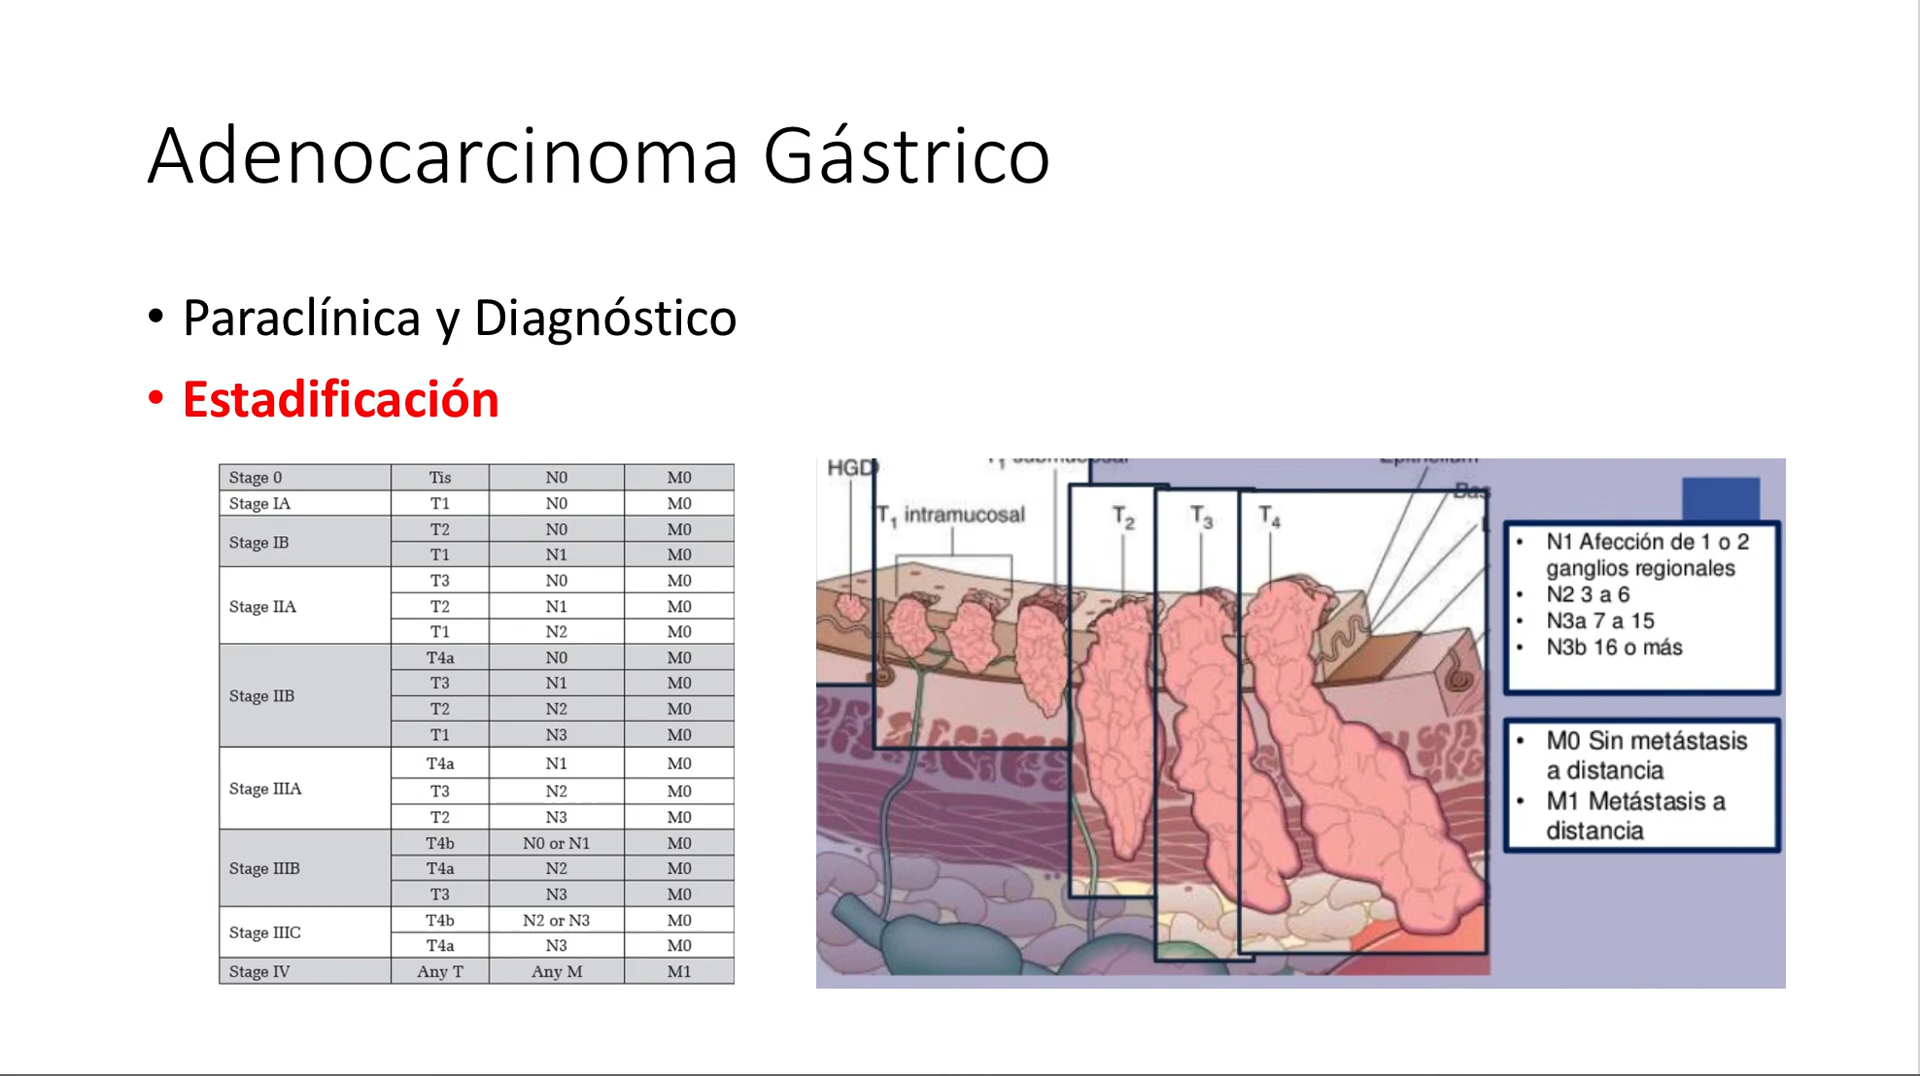 Adenocarcinoma Gástrico
• Paraclínica y Diagnóstico
• Estadificación
Stage 0 Tis N0 M0
Stage IA T1 N0 M0
Stage IB T2 N0 M0
T1 N1 M0
Stage IIA T3 N0 M0
T2 N1 M0
T1 N2 M0
Stage IIB T4a N0 M0
T3 N1 M0
T2 N2 M0
T1 N3 M0
Stage IIIA T4a N1 M0
T3 N2 M0
T2 N3 M0
Stage IIIB T4b N0 or N1 M0
T4a N2 M0
T3 N3 M0
Stage IIIC T4b N2 or N3 M0
T4a N3 M0
Stage IV Any T Any M M1
HGD
T1 submucosal
Epithelium
Bas
T1 intramucosal
T2
T3
T4
• N1 Afección de 1 o 2
ganglios regionales
• N2 3 a 6
• N3a 7 a 15
• N3b 16 o más
• M0 Sin metástasis
a distancia
• M1 Metástasis a
distancia